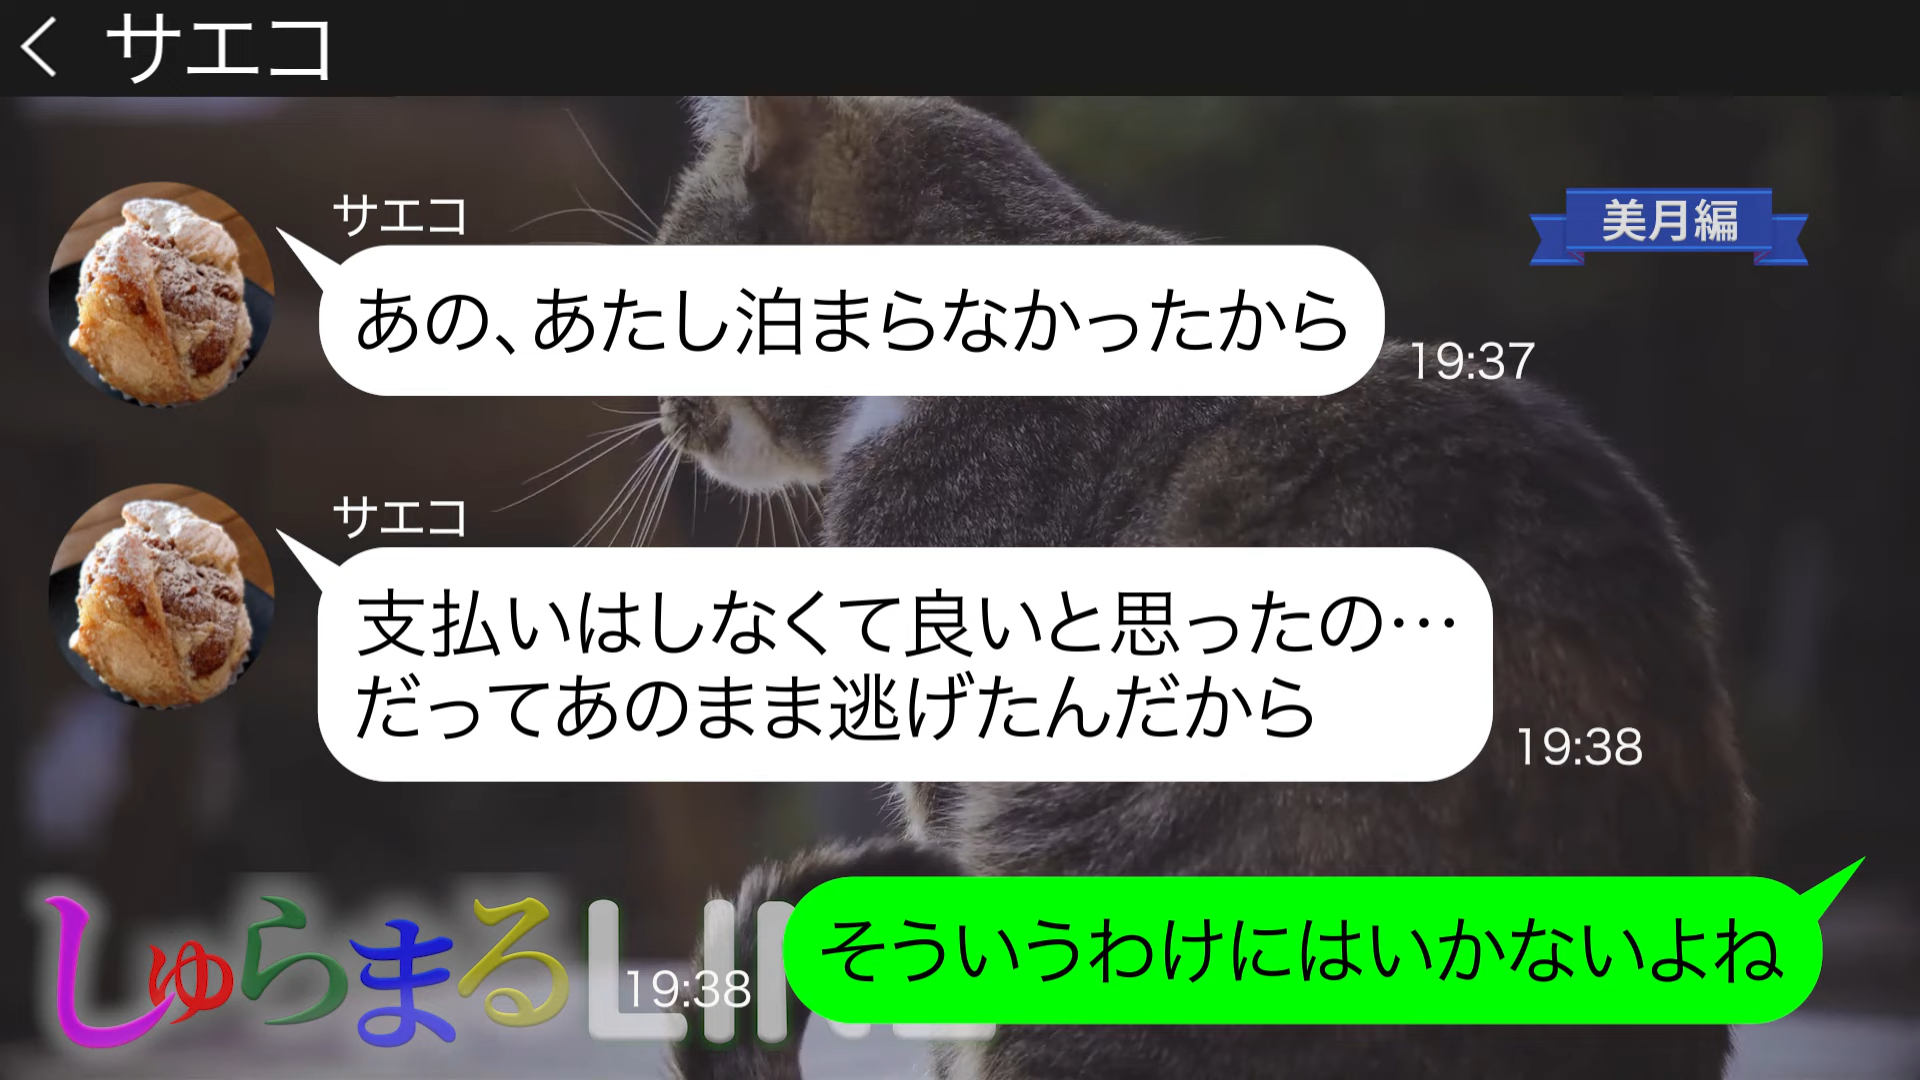 サエコ
美月編
サエコ
あの、あたし泊まらなかったから
19:37
サエコ
支払いはしなくて良いと思ったの…
だってあのまま逃げたんだから
19:38
そういうわけにはいかないよね
19:38
しゅらまるLINE